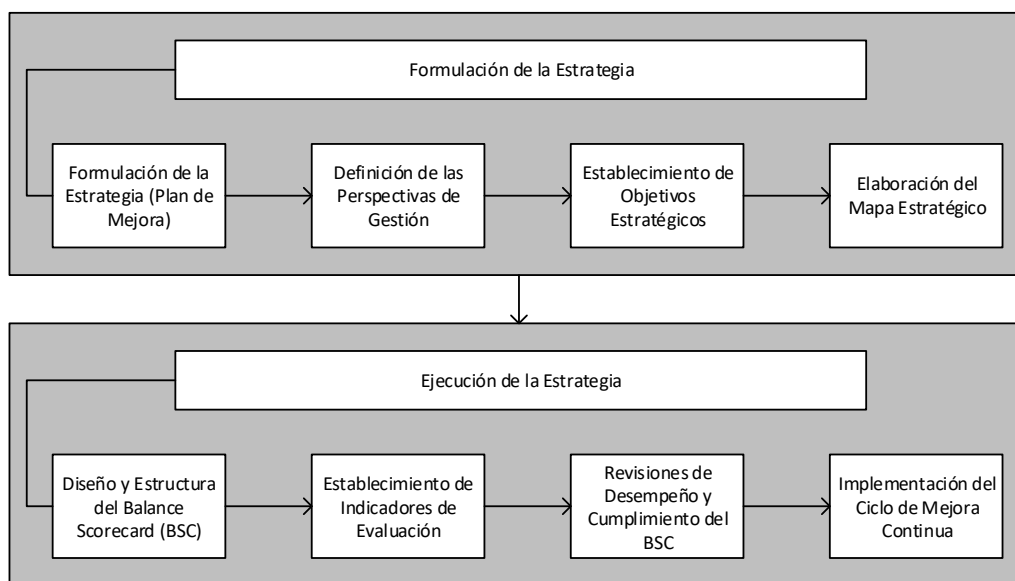 Formulación de la Estrategia
Formulación de la
Estrategia (Plan de
Mejora)
Definición de las
Perspectivas de
Gestión
Establecimiento de
Objetivos
Estratégicos
Elaboración del
Mapa Estratégico
Ejecución de la Estrategia
Diseño y Estructura
del Balance
Scorecard (BSC)
Establecimiento de
Indicadores de
Evaluación
Revisiones de
Desempeño y
Cumplimiento del
BSC
Implementación del
Ciclo de Mejora
Continua